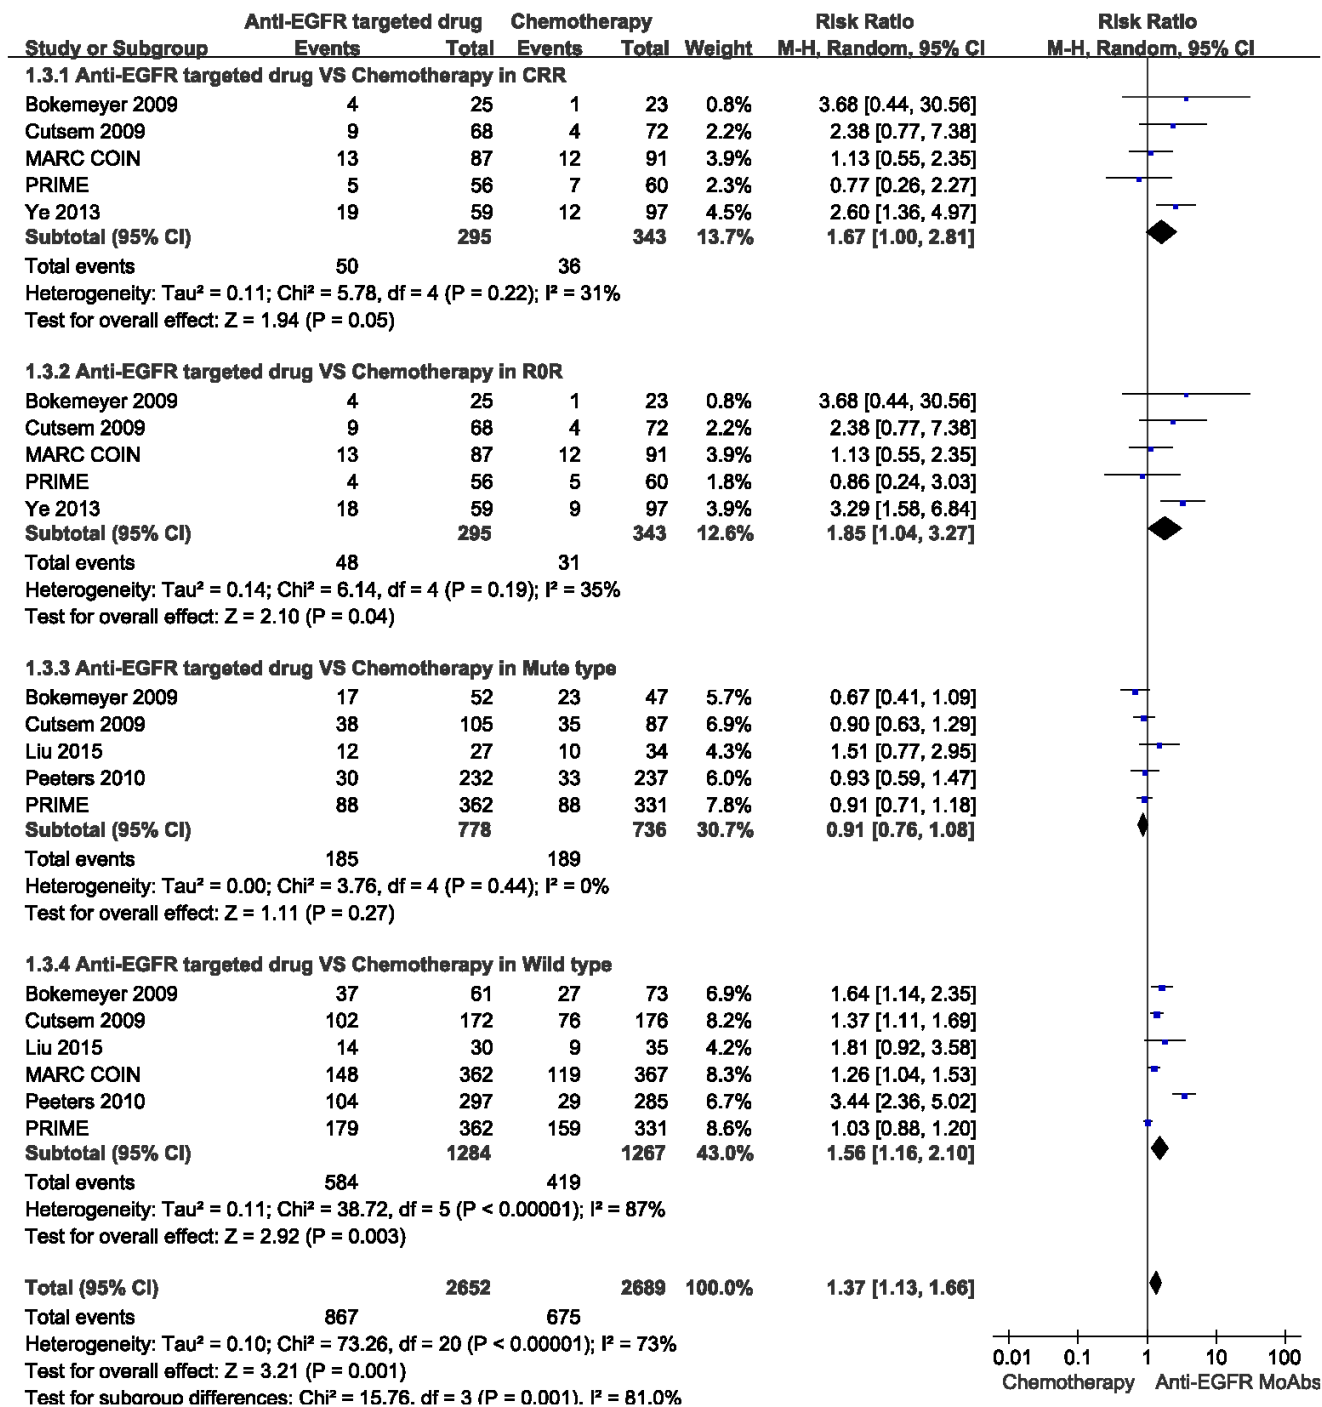 Anti-EGFR targeted drug Chemotherapy Risk Ratio Risk Ratio
Study or Subgroup Events Total Events Total Weight M-H, Random, 95% CI M-H, Random, 95% CI
1.3.1 Anti-EGFR targeted drug VS Chemotherapy in CRR
Bokemeyer 2009 4 25 1 23 0.8% 3.68 [0.44, 30.56]
Cutsem 2009 9 68 4 72 2.2% 2.38 [0.77, 7.38]
MARC COIN 13 87 12 91 3.9% 1.13 [0.55, 2.35]
PRIME 5 56 7 60 2.3% 0.77 [0.26, 2.27]
Ye 2013 19 59 12 97 4.5% 2.60 [1.36, 4.97]
Subtotal (95% CI) 295 343 13.7% 1.67 [1.00, 2.81]
Total events 50 36
Heterogeneity: Tau² = 0.11; Chi² = 5.78, df = 4 (P = 0.22); I² = 31%
Test for overall effect: Z = 1.94 (P = 0.05)
1.3.2 Anti-EGFR targeted drug VS Chemotherapy in R0R
Bokemeyer 2009 4 25 1 23 0.8% 3.68 [0.44, 30.56]
Cutsem 2009 9 68 4 72 2.2% 2.38 [0.77, 7.38]
MARC COIN 13 87 12 91 3.9% 1.13 [0.55, 2.35]
PRIME 4 56 5 60 1.8% 0.86 [0.24, 3.03]
Ye 2013 18 59 9 97 3.9% 3.29 [1.58, 6.84]
Subtotal (95% CI) 295 343 12.6% 1.85 [1.04, 3.27]
Total events 48 31
Heterogeneity: Tau² = 0.14; Chi² = 6.14, df = 4 (P = 0.19); I² = 35%
Test for overall effect: Z = 2.10 (P = 0.04)
1.3.3 Anti-EGFR targeted drug VS Chemotherapy in Mute type
Bokemeyer 2009 17 52 23 47 5.7% 0.67 [0.41, 1.09]
Cutsem 2009 38 105 35 87 6.9% 0.90 [0.63, 1.29]
Liu 2015 12 27 10 34 4.3% 1.51 [0.77, 2.95]
Peeters 2010 30 232 33 237 6.0% 0.93 [0.59, 1.47]
PRIME 88 362 88 331 7.8% 0.91 [0.71, 1.18]
Subtotal (95% CI) 778 736 30.7% 0.91 [0.76, 1.08]
Total events 185 189
Heterogeneity: Tau² = 0.00; Chi² = 3.76, df = 4 (P = 0.44); I² = 0%
Test for overall effect: Z = 1.11 (P = 0.27)
1.3.4 Anti-EGFR targeted drug VS Chemotherapy in Wild type
Bokemeyer 2009 37 61 27 73 6.9% 1.64 [1.14, 2.35]
Cutsem 2009 102 172 76 176 8.2% 1.37 [1.11, 1.69]
Liu 2015 14 30 9 35 4.2% 1.81 [0.92, 3.58]
MARC COIN 148 362 119 367 8.3% 1.26 [1.04, 1.53]
Peeters 2010 104 297 29 285 6.7% 3.44 [2.36, 5.02]
PRIME 179 362 159 331 8.6% 1.03 [0.88, 1.20]
Subtotal (95% CI) 1284 1267 43.0% 1.56 [1.16, 2.10]
Total events 584 419
Heterogeneity: Tau² = 0.11; Chi² = 38.72, df = 5 (P < 0.00001); I² = 87%
Test for overall effect: Z = 2.92 (P = 0.003)
Total (95% CI) 2652 2689 100.0% 1.37 [1.13, 1.66]
Total events 867 675
Heterogeneity: Tau² = 0.10; Chi² = 73.26, df = 20 (P < 0.00001); I² = 73%
Test for overall effect: Z = 3.21 (P = 0.001)
Test for subgroup differences: Chi² = 15.76, df = 3 (P = 0.001), I² = 81.0%
0.01 0.1 1 10 100
Chemotherapy Anti-EGFR MoAbs